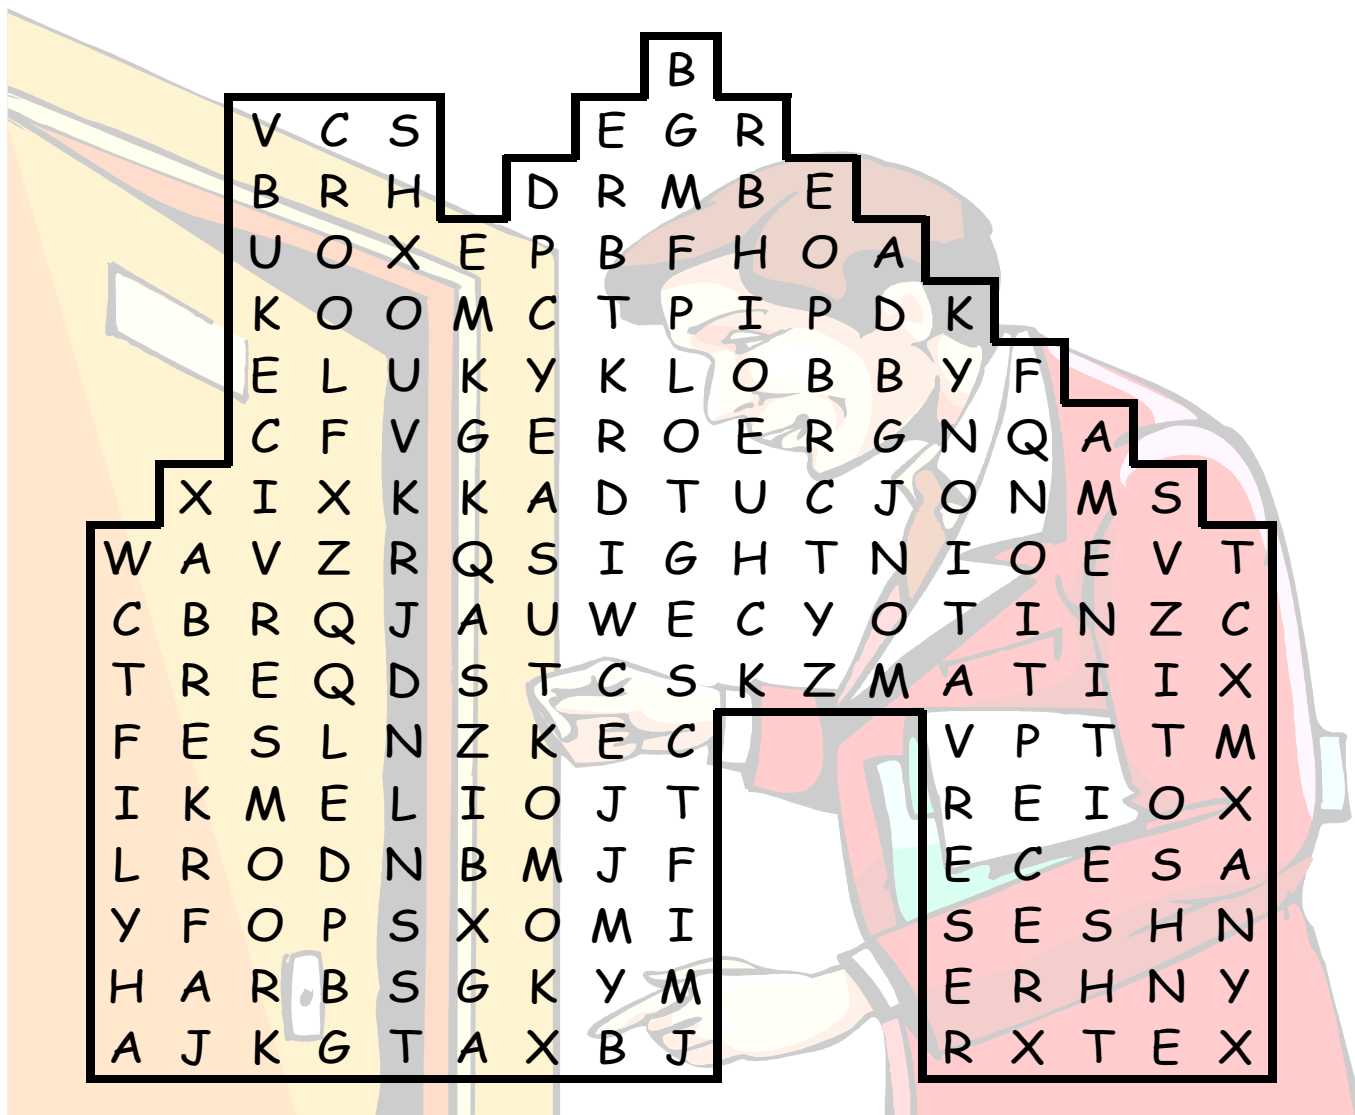 B
V C S E G R
B R H D R M B E
U O X E P B F H O A
K O O M C T P I P D K
E L U K Y K L O B B Y F
C F V G E R O E R G N Q A
X I X K K A D T U C J O N M S
W A V Z R Q S I G H T N I O E V T
C B R Q J A U W E C Y O T I N Z C
T R E Q D S T C S K Z M A T I I X
F E S L N Z K E C V P T T M
I K M E L I O J T R E I O X
L R O D N B M J F E C E S A
Y F O P S X O M I S E S H N
H A R B S G K Y M E R H N Y
A J K G T A X B J R X T E X